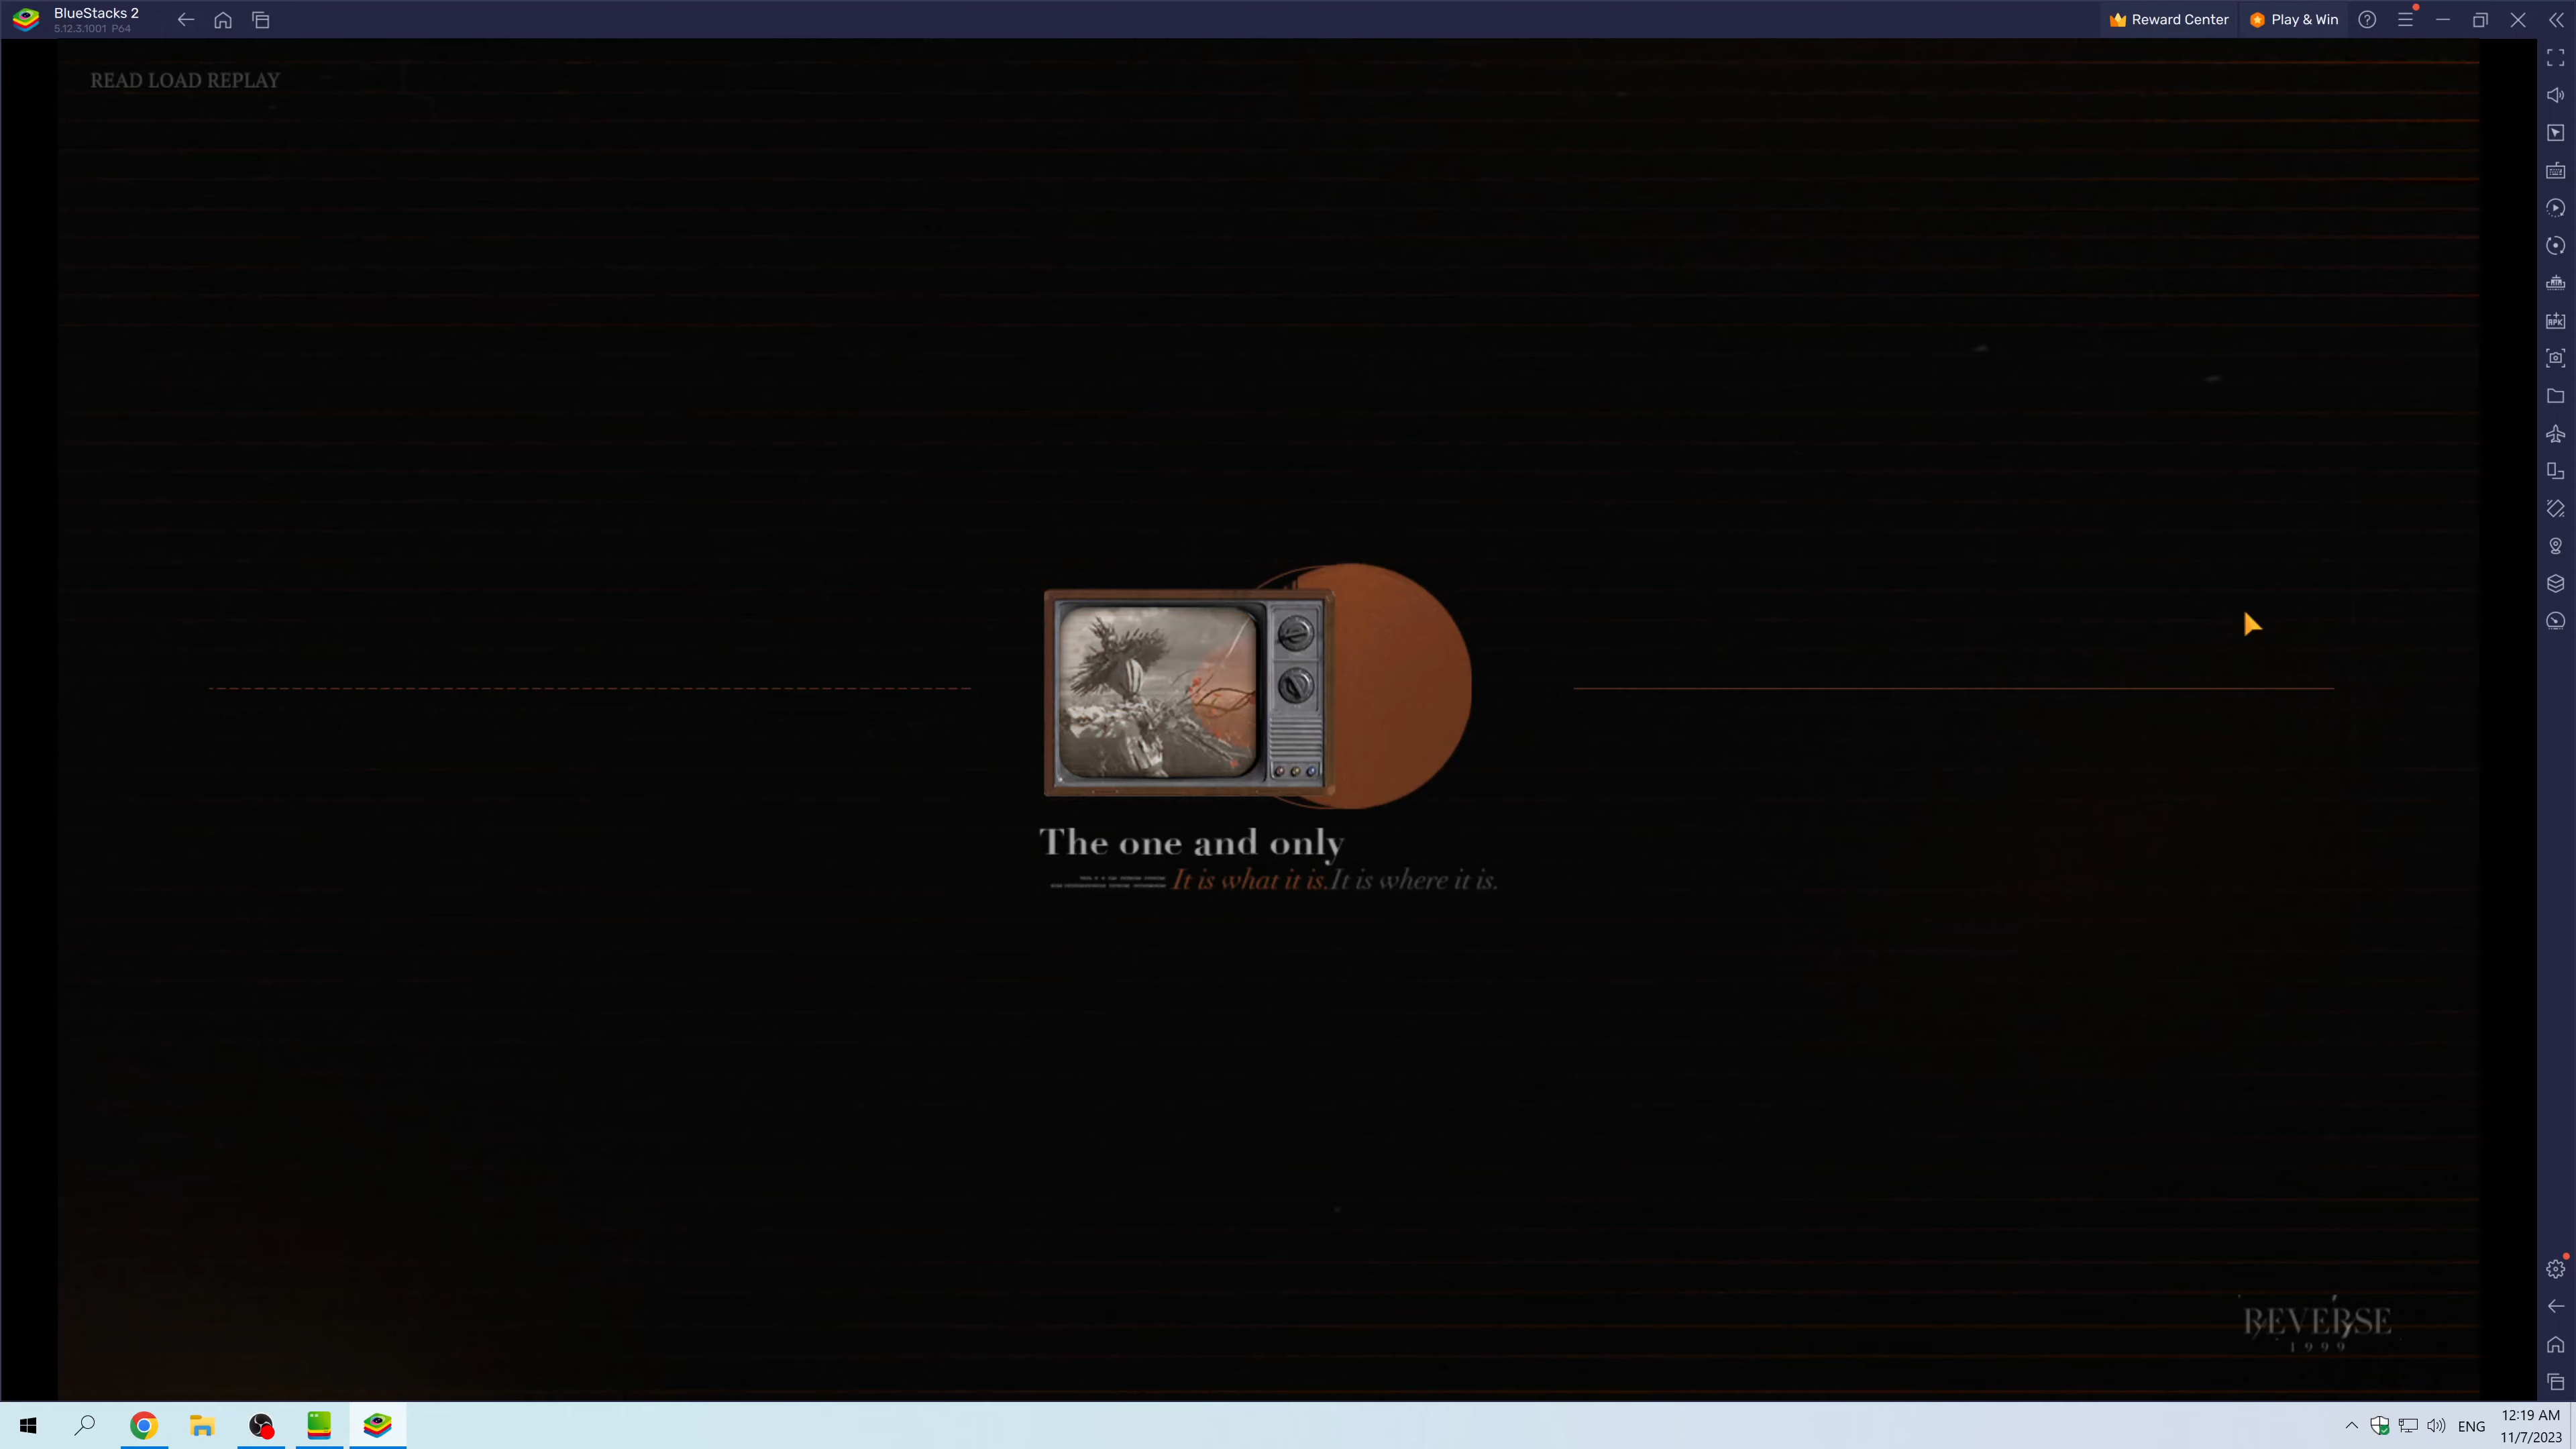 BlueStacks 2
5.12.3.1001 P64
Reward Center
Play & Win
READ LOAD REPLAY
The one and only
It is what it is.It is where it is.
REVERSE
1999
ENG
12:19 AM
11/7/2023